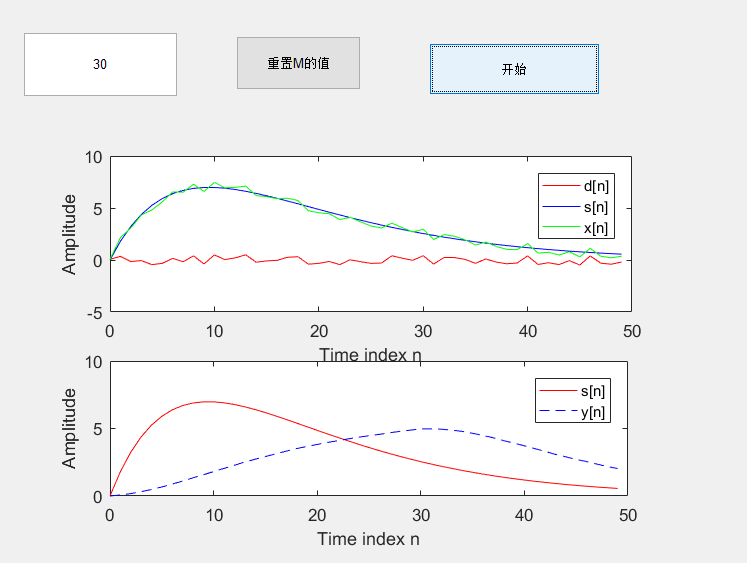 30
重置M的值
开始
10
5
0
-5
Amplitude
d[n]
s[n]
x[n]
0
10
20
30
40
50
Time index n
10
5
0
Amplitude
s[n]
y[n]
0
10
20
30
40
50
Time index n